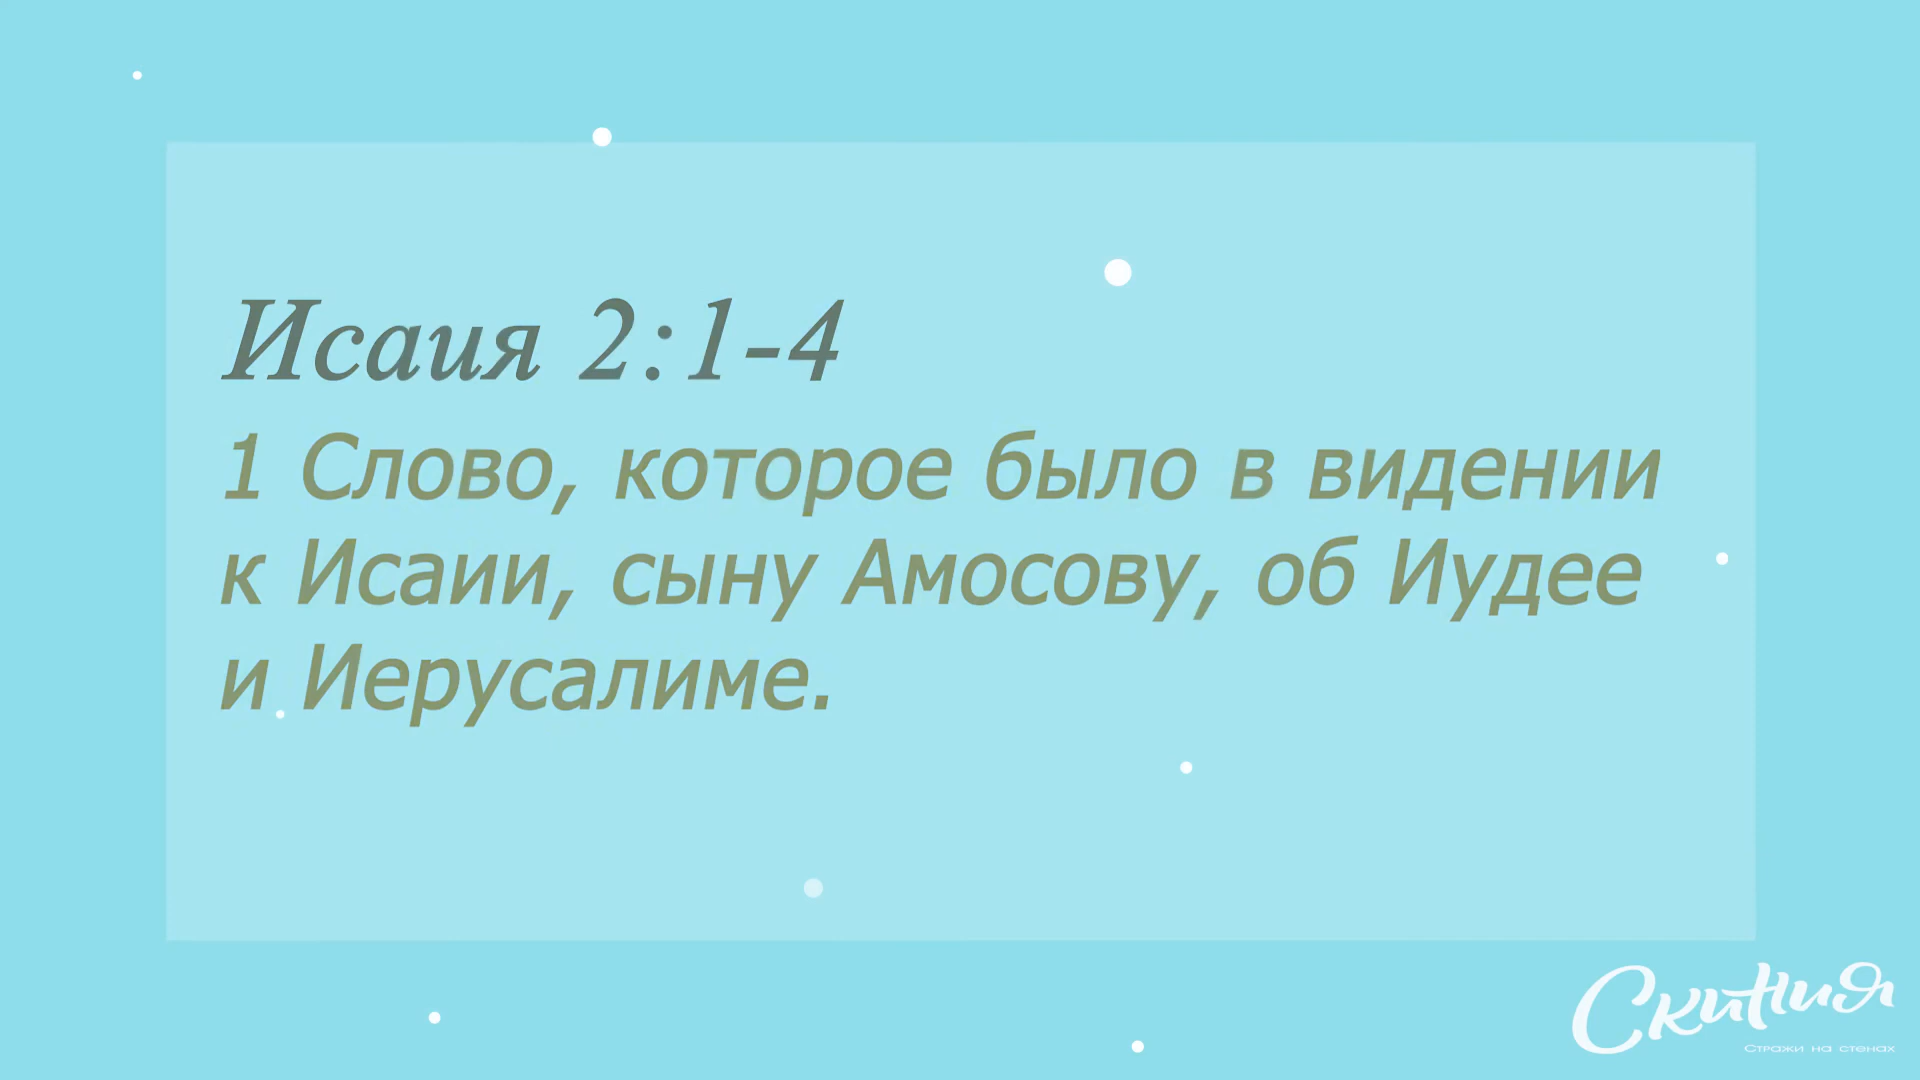 Исаия 2:1-4
1 Слово, которое было в видении
к Исаии, сыну Амосову, об Иудее
и Иерусалиме.
Скиния
Стражи на стенах